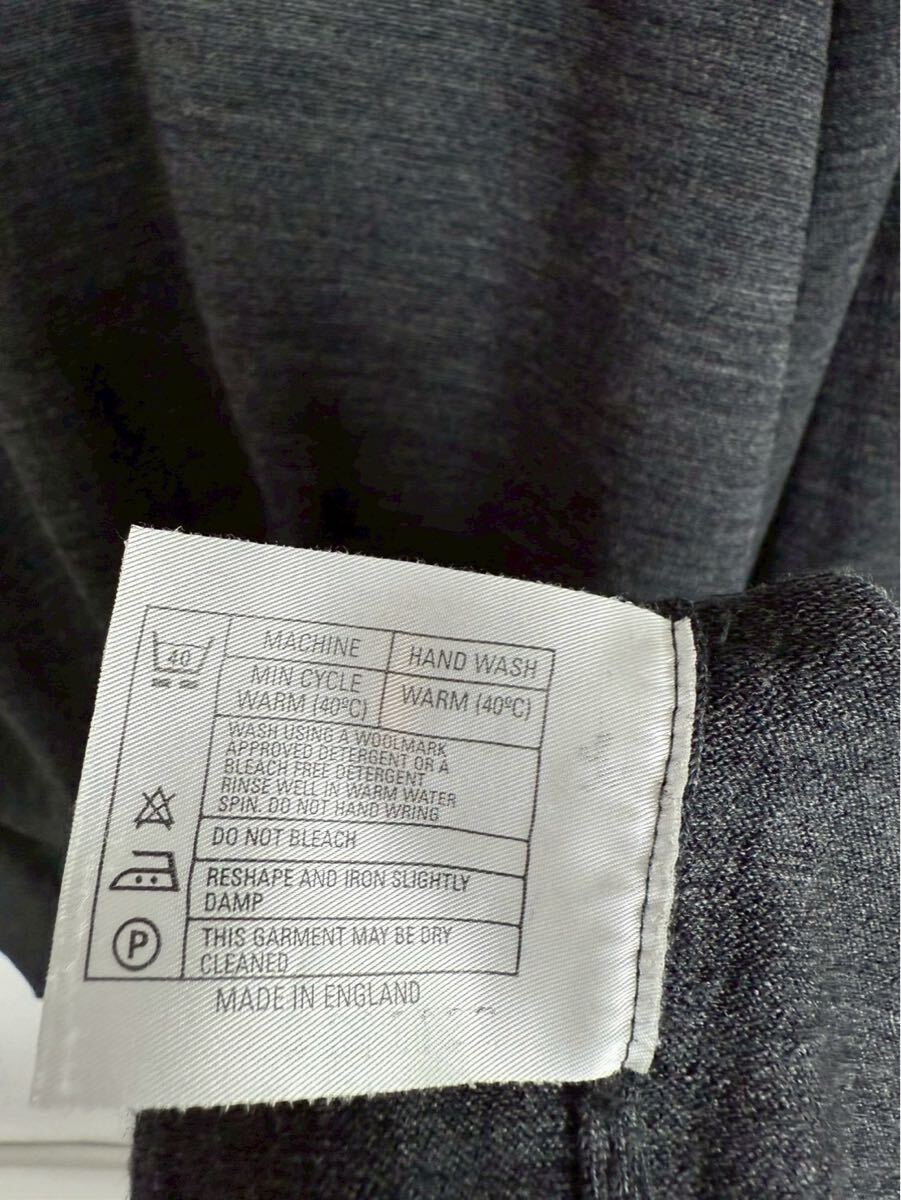 40
MACHINE
HAND WASH
MIN CYCLE
WARM (40ºC)
WARM (40ºC)
WASH USING A WOOLMARK
APPROVED DETERGENT OR A
BLEACH FREE DETERGENT
RINSE WELL IN WARM WATER
SPIN. DO NOT HAND WRING
DO NOT BLEACH
RESHAPE AND IRON SLIGHTLY
DAMP
P
THIS GARMENT MAY BE DRY
CLEANED
MADE IN ENGLAND